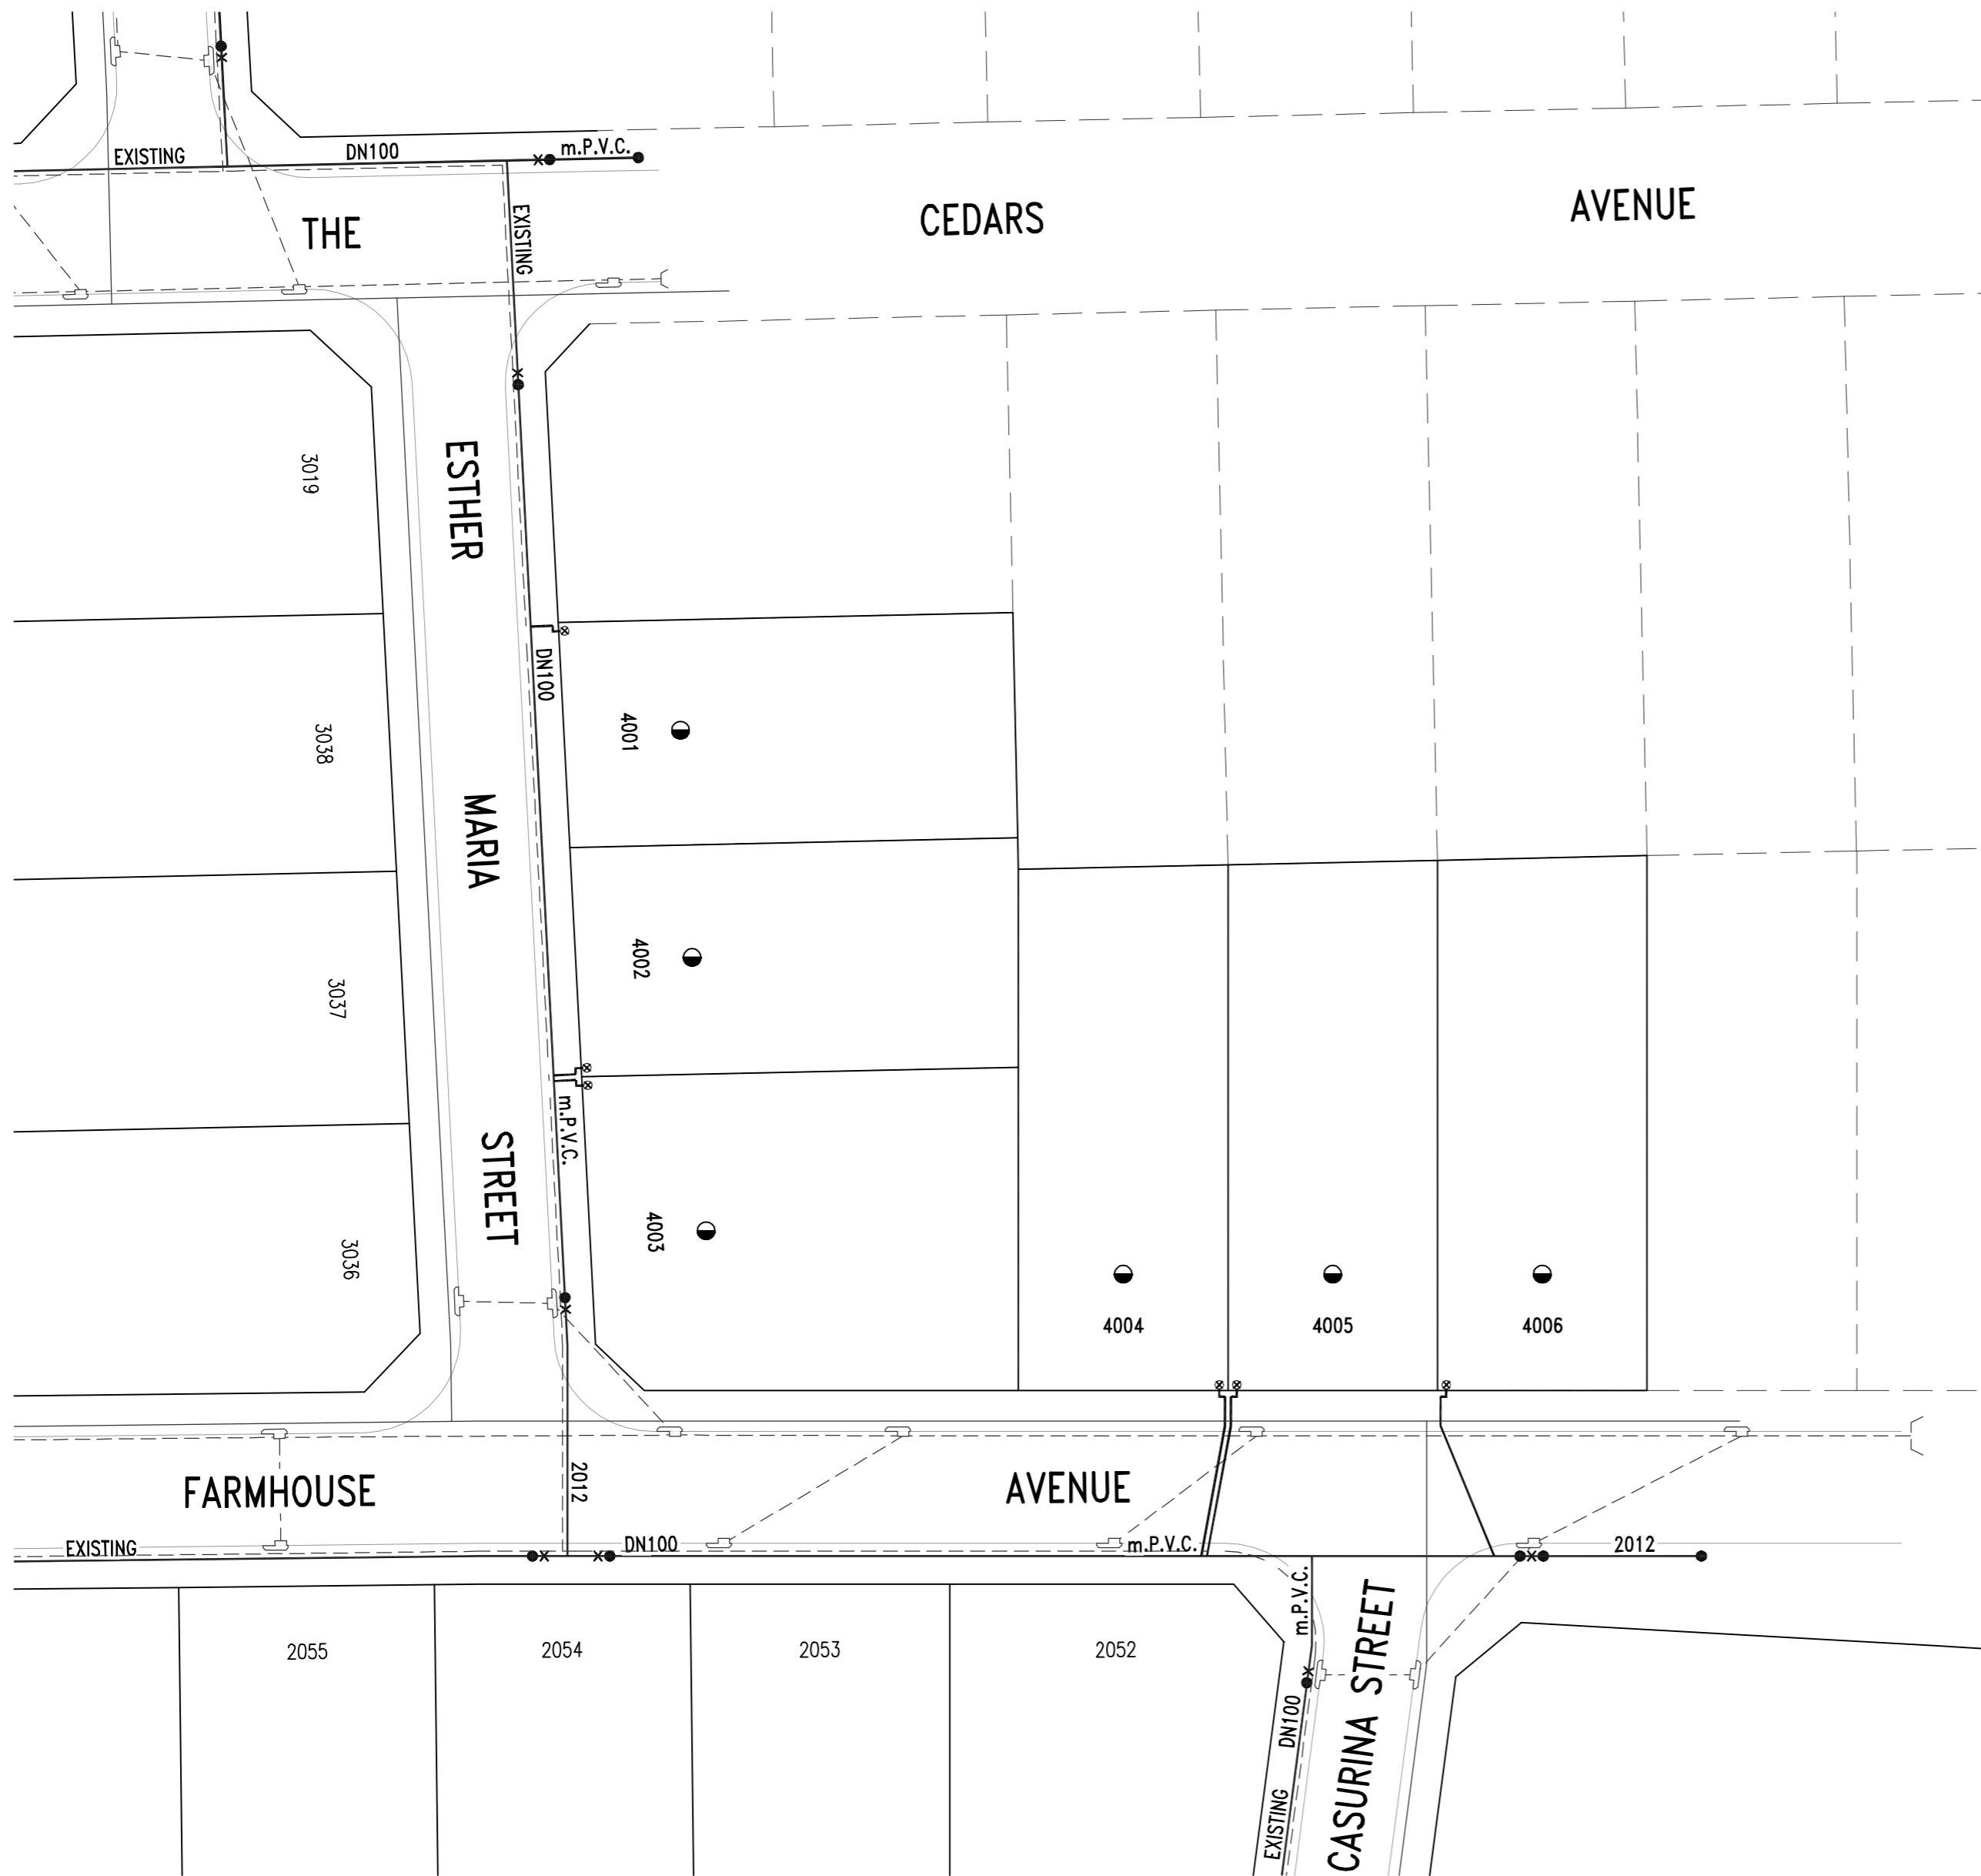 EXISTING DN100 m.P.V.C.
THE CEDARS AVENUE
EXISTING
ESTHER MARIA STREET
DN100
m.P.V.C.
2012
3019
3038
3037
3036
4001
4002
4003
4004 4005 4006
FARMHOUSE AVENUE
EXISTING DN100 m.P.V.C. 2012
2055 2054 2053 2052
m.P.V.C.
DN100
EXISTING
CASURINA STREET